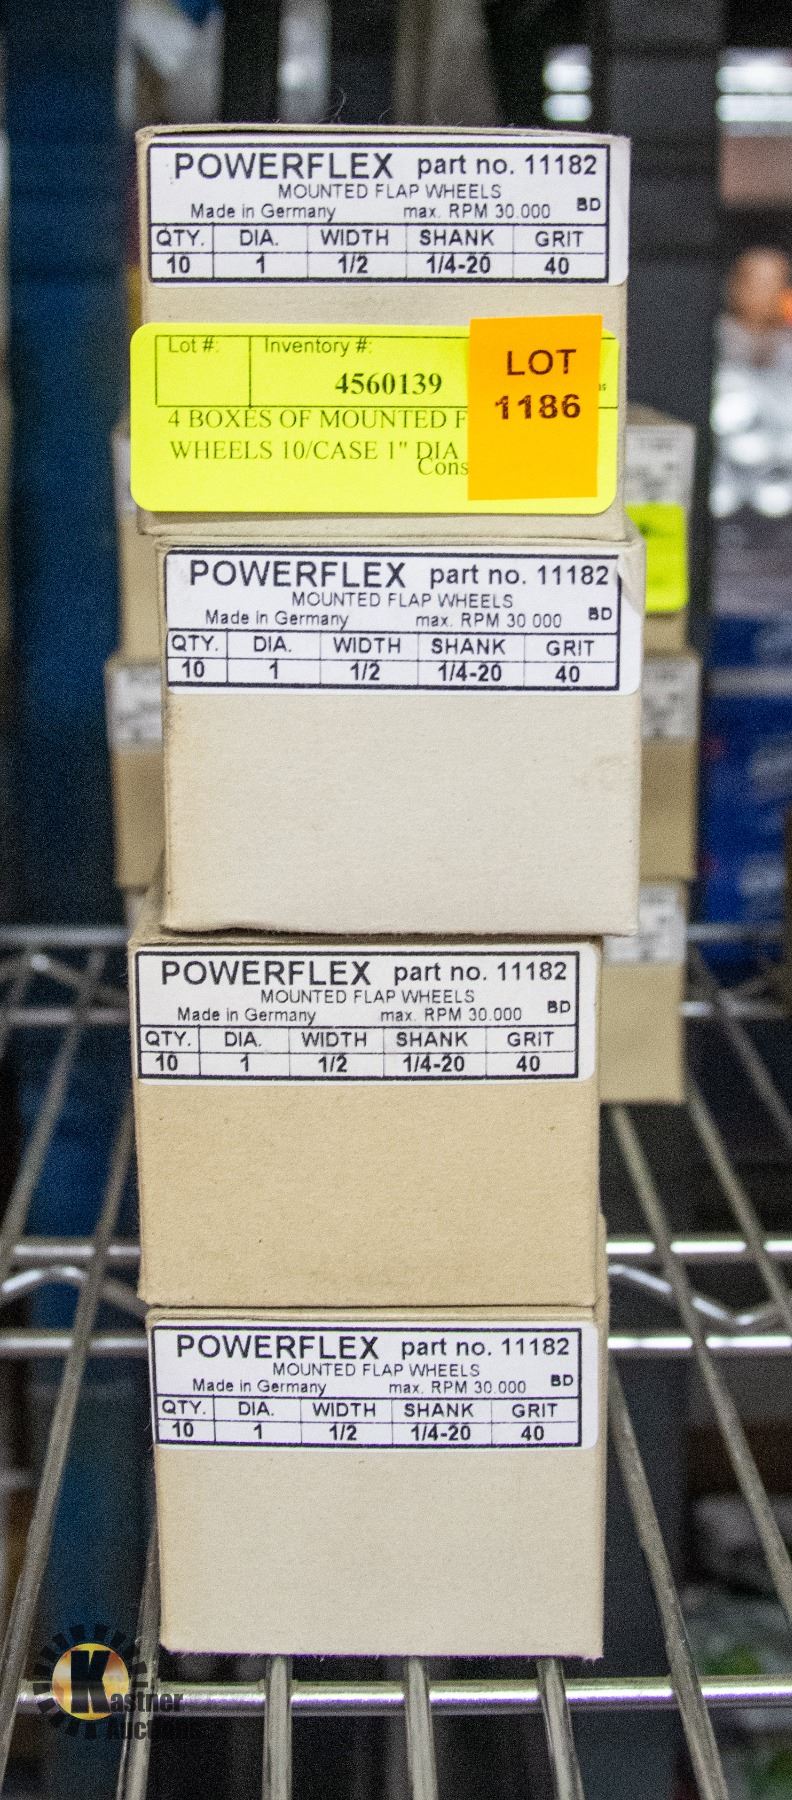 POWERFLEX part no. 11182
MOUNTED FLAP WHEELS
Made in Germany max. RPM 30.000 BD
QTY. DIA. WIDTH SHANK GRIT
10 1 1/2 1/4-20 40
Lot #: Inventory #:
4560139
LOT
1186
4 BOXES OF MOUNTED F
WHEELS 10/CASE 1" DIA
Cons
POWERFLEX part no. 11182
MOUNTED FLAP WHEELS
Made in Germany max. RPM 30 000 BD
QTY. DIA. WIDTH SHANK GRIT
10 1 1/2 1/4-20 40
POWERFLEX part no. 11182
MOUNTED FLAP WHEELS
Made in Germany max. RPM 30.000 BD
QTY. DIA. WIDTH SHANK GRIT
10 1 1/2 1/4-20 40
POWERFLEX part no. 11182
MOUNTED FLAP WHEELS
Made in Germany max. RPM 30.000 BD
QTY. DIA. WIDTH SHANK GRIT
10 1 1/2 1/4-20 40
Kastner
Auctions